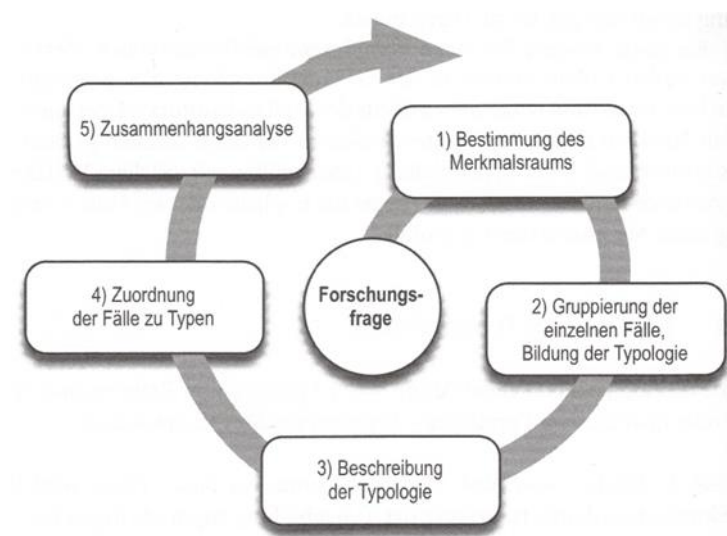 5) Zusammenhangsanalyse
1) Bestimmung des
Merkmalsraums
Forschungs-
frage
4) Zuordnung
der Fälle zu Typen
2) Gruppierung der
einzelnen Fälle,
Bildung der Typologie
3) Beschreibung
der Typologie